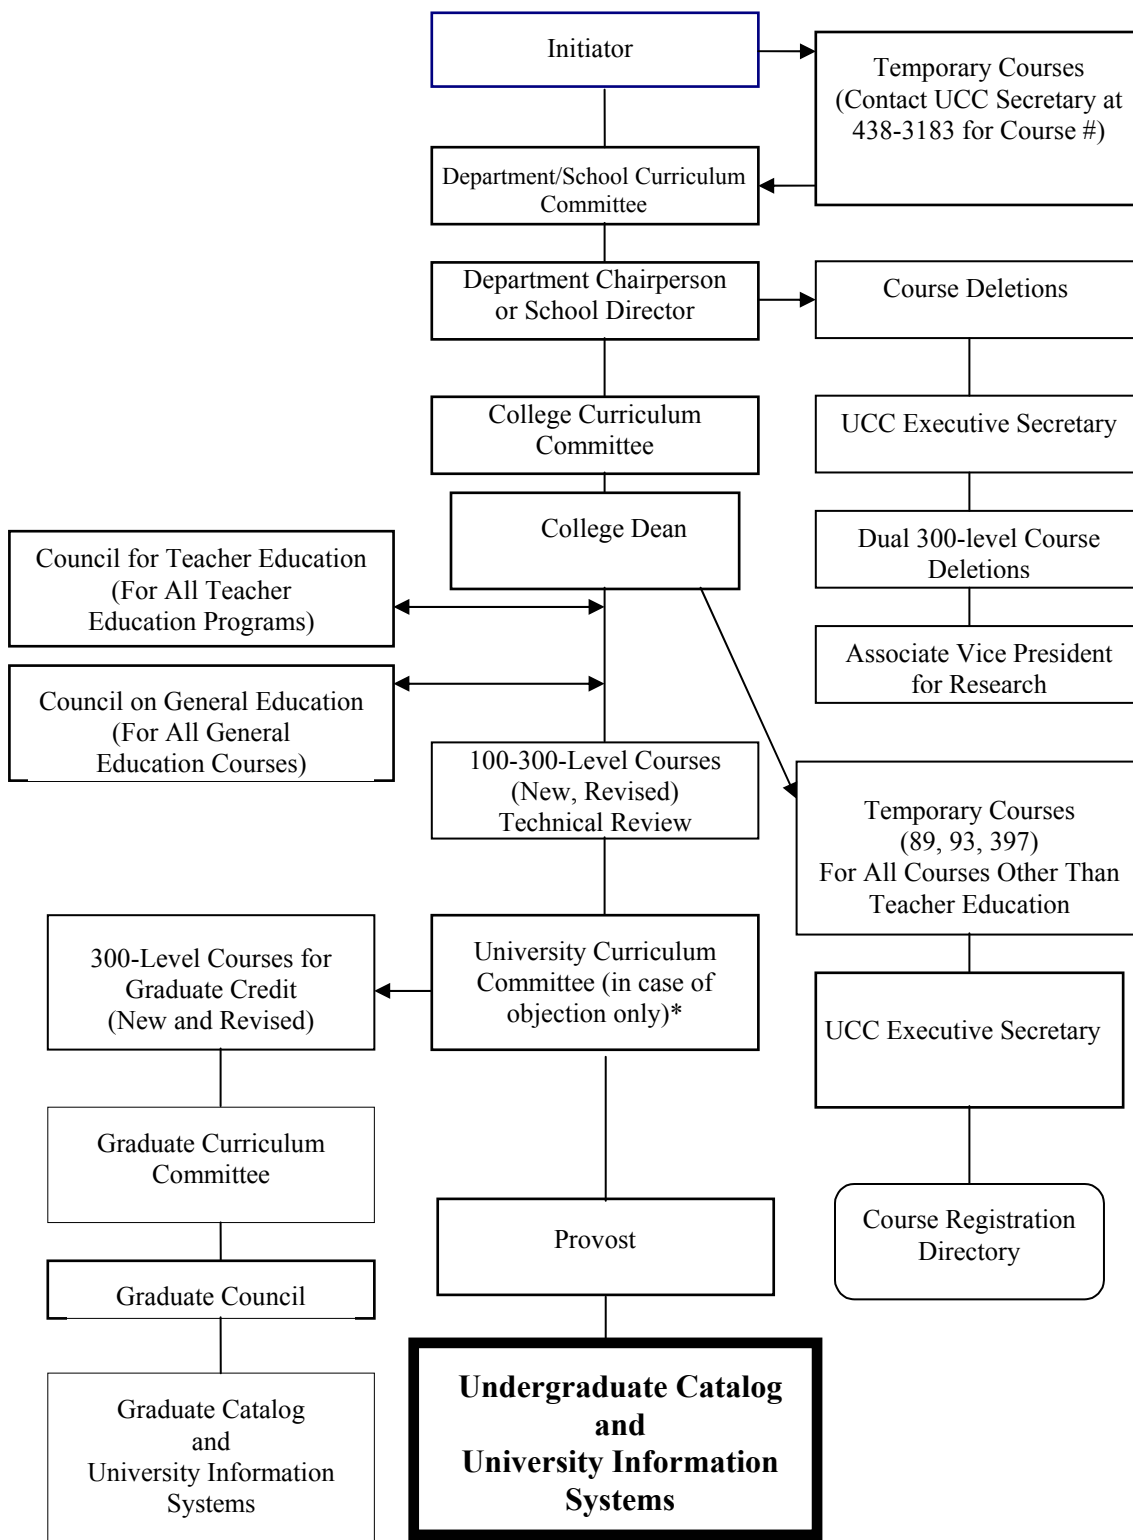 Initiator
Temporary Courses
(Contact UCC Secretary at
438-3183 for Course #)
Department/School Curriculum
Committee
Department Chairperson
or School Director
Course Deletions
College Curriculum
Committee
UCC Executive Secretary
College Dean
Dual 300-level Course
Deletions
Council for Teacher Education
(For All Teacher
Education Programs)
Associate Vice President
for Research
Council on General Education
(For All General
Education Courses)
100-300-Level Courses
(New, Revised)
Technical Review
Temporary Courses
(89, 93, 397)
For All Courses Other Than
Teacher Education
300-Level Courses for
Graduate Credit
(New and Revised)
University Curriculum
Committee (in case of
objection only)*
UCC Executive Secretary
Graduate Curriculum
Committee
Provost
Course Registration
Directory
Graduate Council
Graduate Catalog
and
University Information
Systems
Undergraduate Catalog
and
University Information
Systems